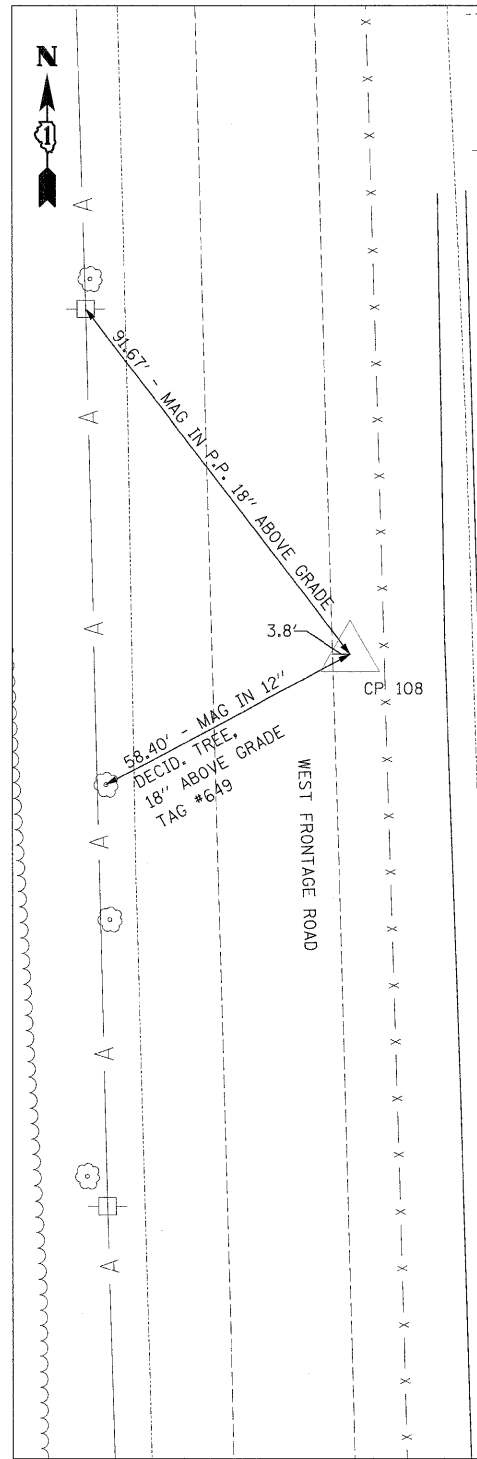 N
1
91.67' - MAG IN P.P. 18" ABOVE GRADE
3.8'
CP 108
58.40' - MAG IN 12"
DECID. TREE,
18" ABOVE GRADE
TAG #649
WEST FRONTAGE ROAD
A
A
A
A
A
A